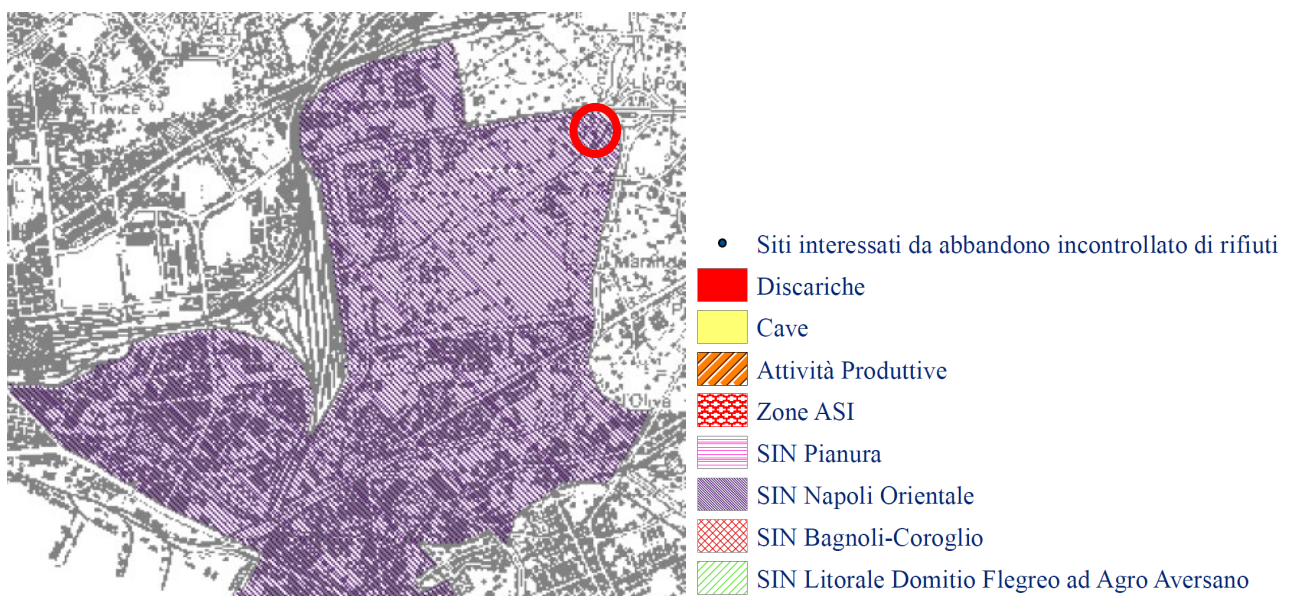 Siti interessati da abbandono incontrollato di rifiuti
Discariche
Cave
Attività Produttive
Zone ASI
SIN Pianura
SIN Napoli Orientale
SIN Bagnoli-Coroglio
SIN Litorale Domitio Flegreo ad Agro Aversano